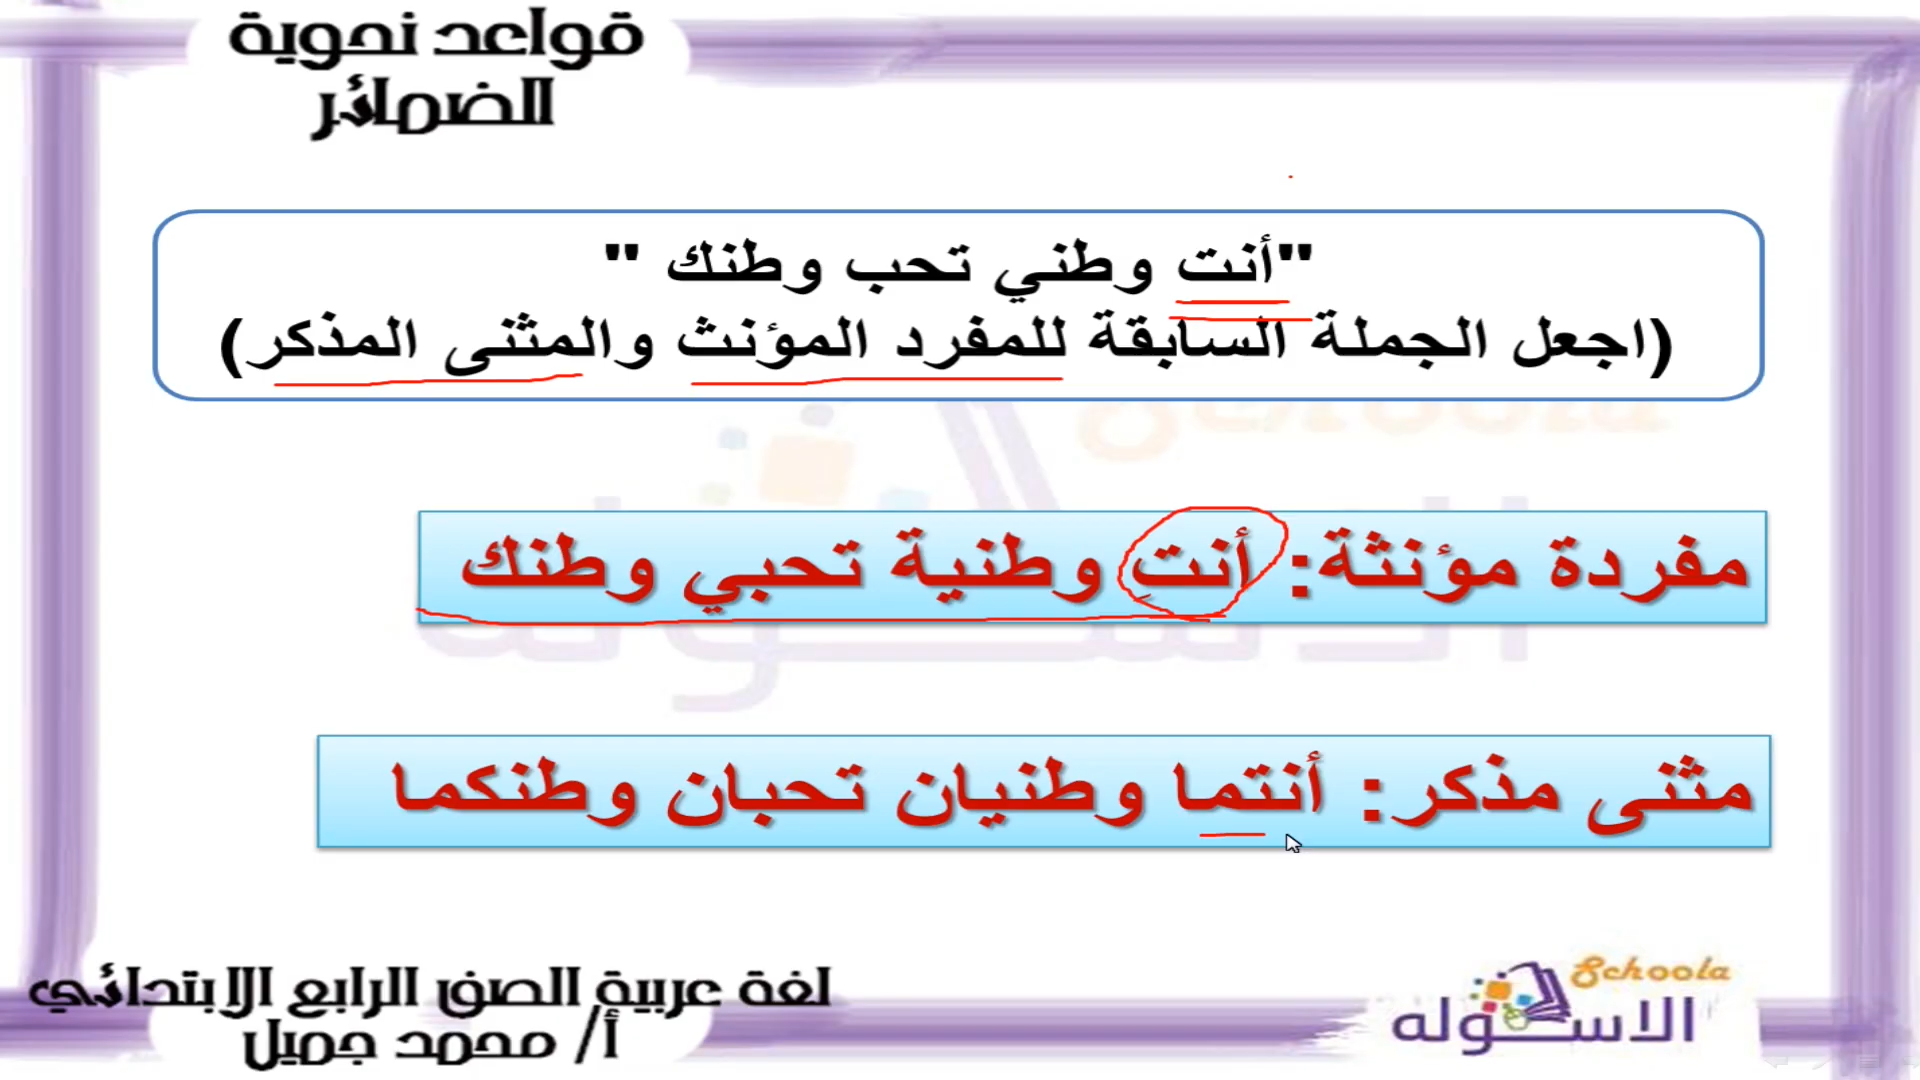 قواعد نحوية
الضمائر
"أنت وطني تحب وطنك "
(اجعل الجملة السابقة للمفرد المؤنث والمثنى المذكر)
مفردة مؤنثة: أنتِ وطنية تحبي وطنك
مثنى مذكر: أنتما وطنيان تحبان وطنكما
لغة عربية الصف الرابع الابتدائي
أ/ محمد جميل
Schoola
الاسكوله